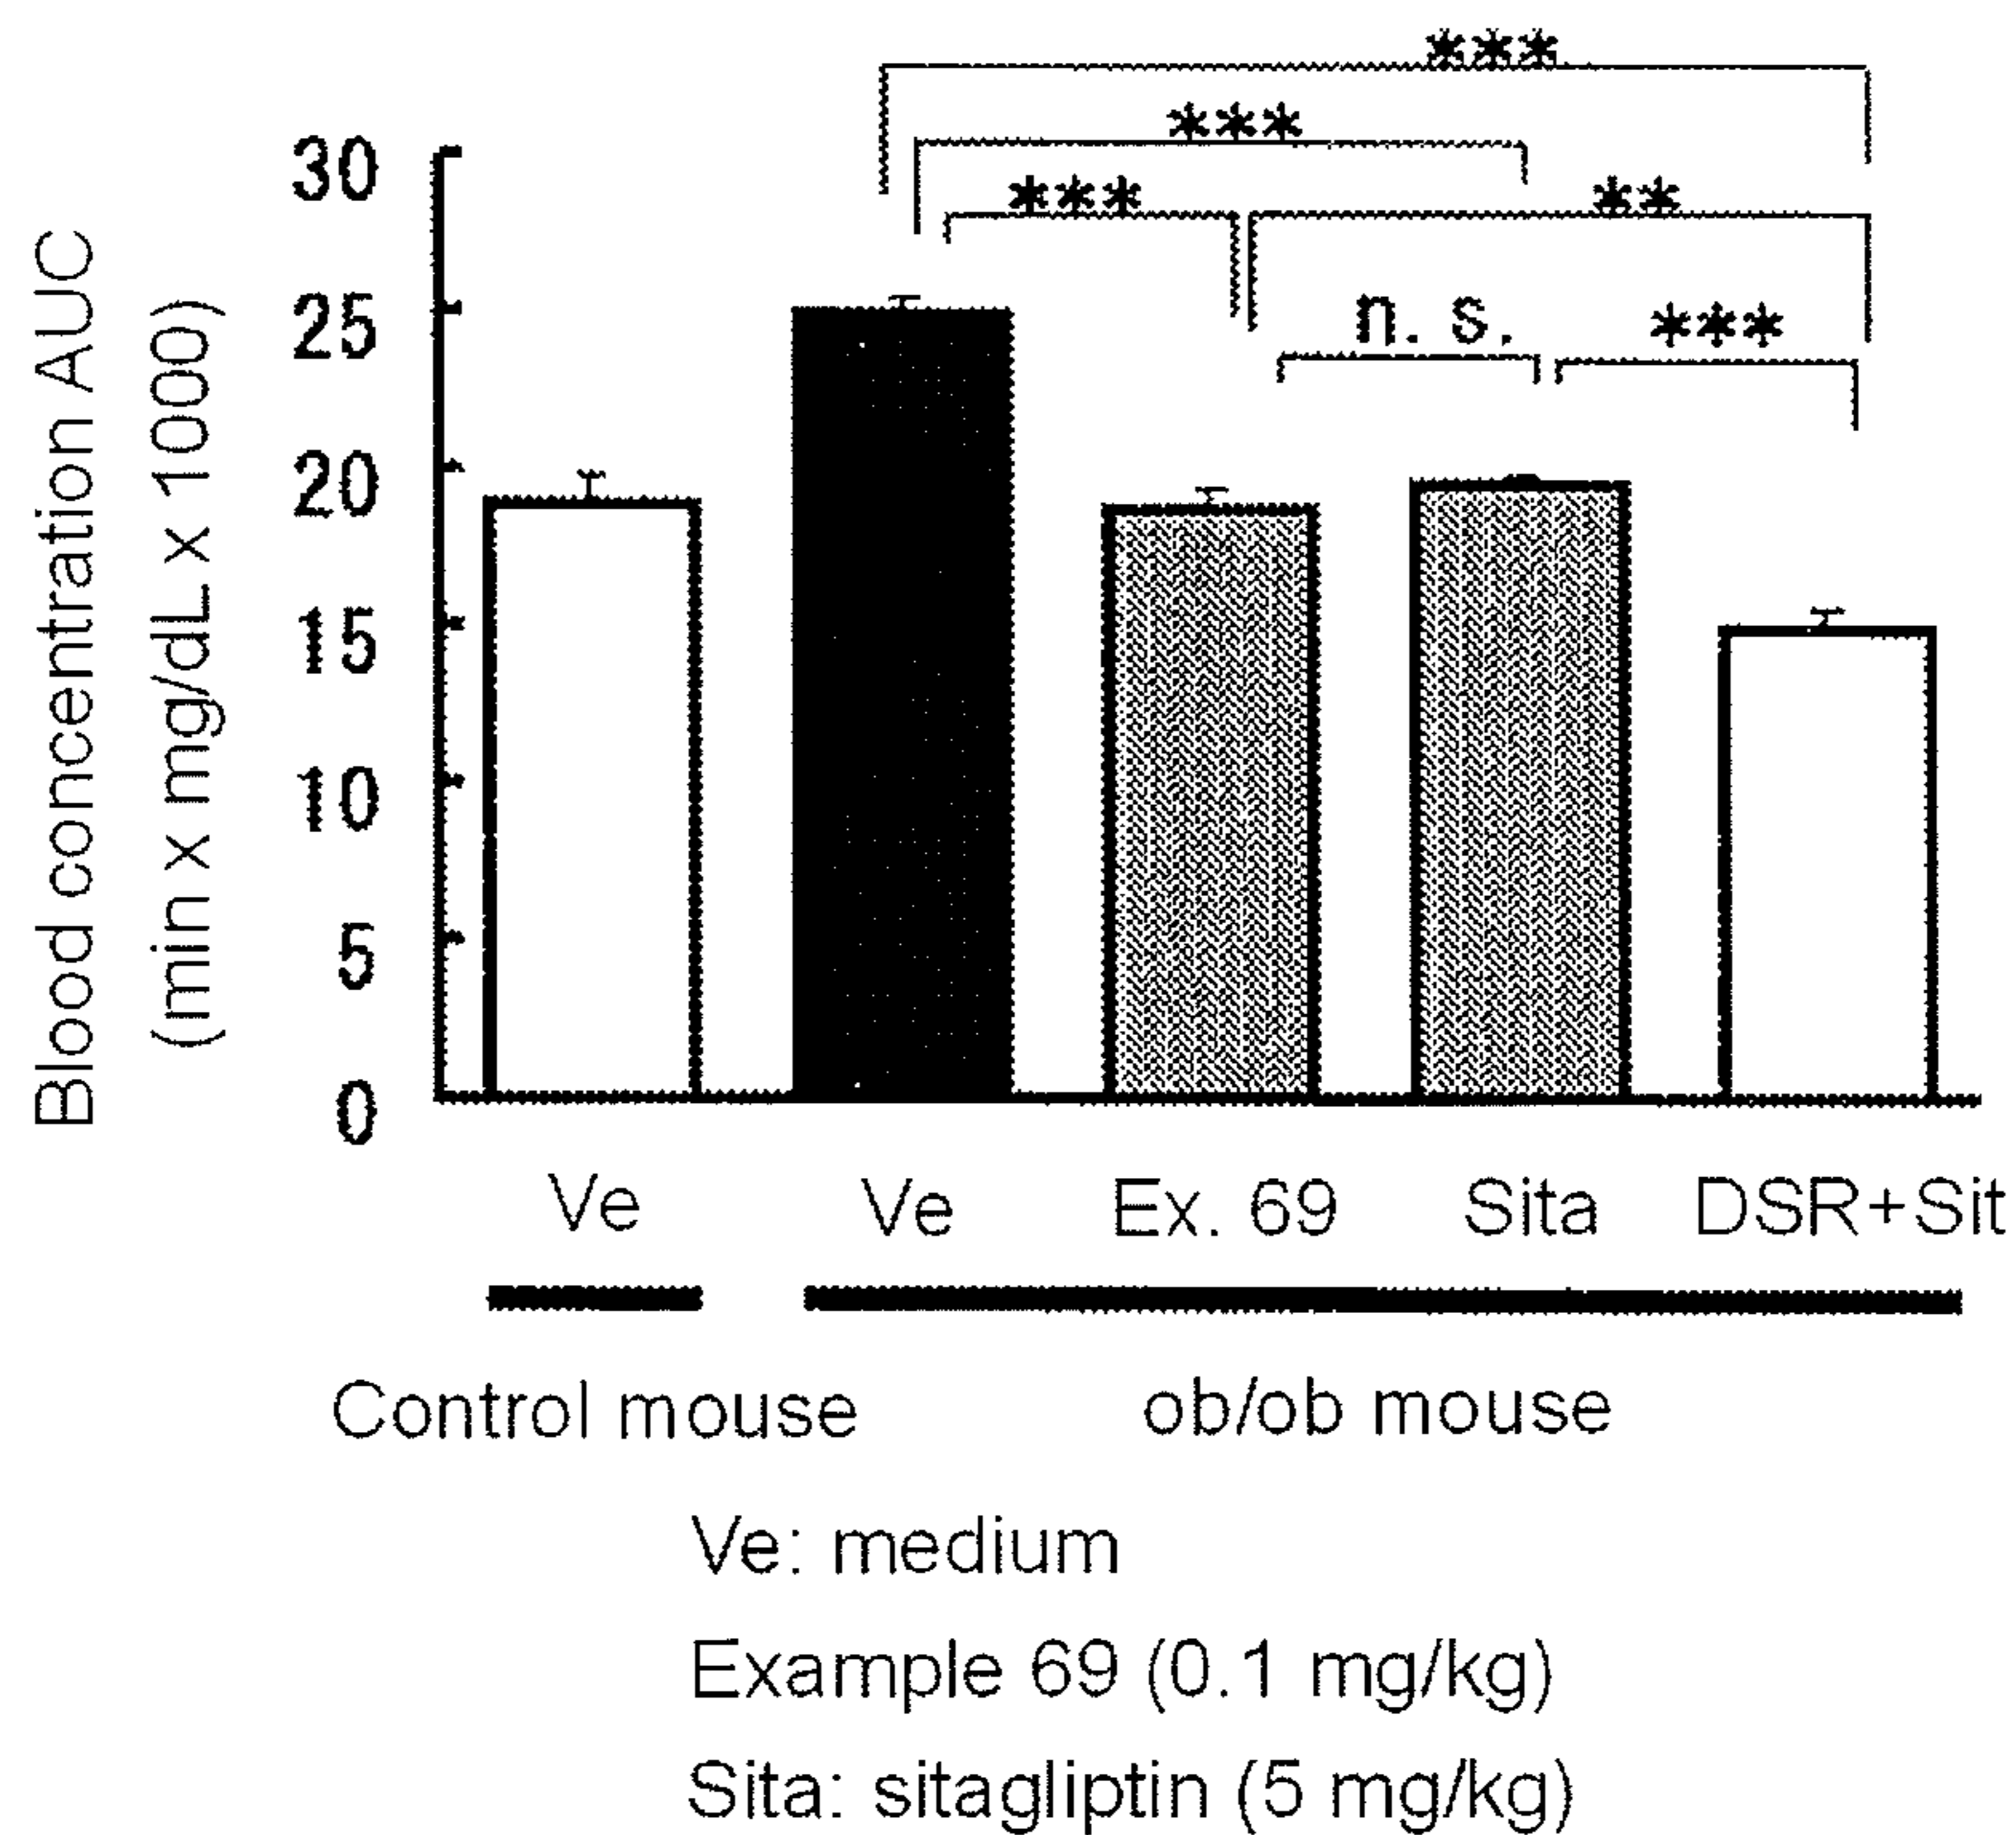 Blood concentration AUC
(min x mg/dL x 1000)
***
***
***
**
n. s.
***
30
25
20
15
10
5
0
Ve Ve Ex. 69 Sita DSR+Sit
Control mouse ob/ob mouse
Ve: medium
Example 69 (0.1 mg/kg)
Sita: sitagliptin (5 mg/kg)